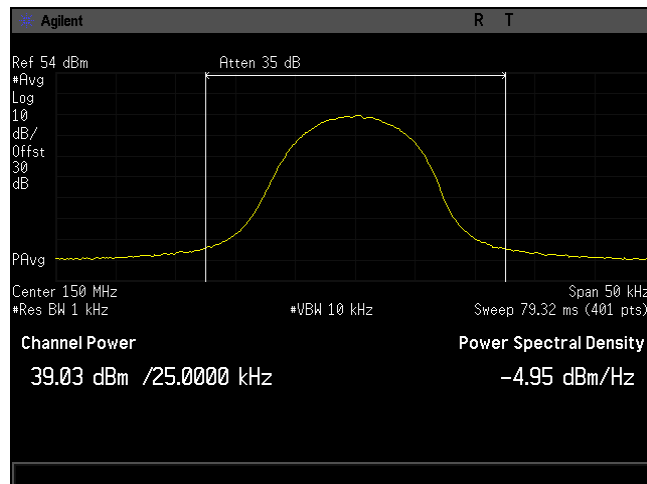 Agilent R T
Ref 54 dBm Atten 35 dB
#Avg
Log
10
dB/
Offst
30
dB
PAvg
Center 150 MHz Span 50 kHz
#Res BW 1 kHz #VBW 10 kHz Sweep 79.32 ms (401 pts)
Channel Power Power Spectral Density
39.03 dBm /25.0000 kHz -4.95 dBm/Hz